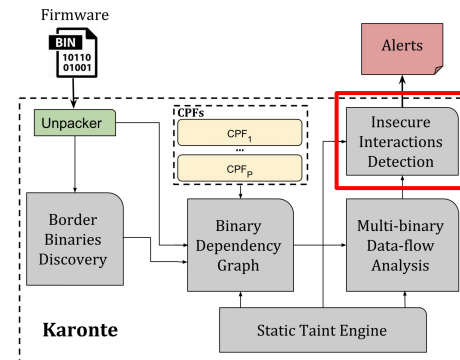 Firmware
BIN
10110
01001
Alerts
Unpacker
CPFs
CPF1
...
CPFP
Insecure
Interactions
Detection
Border
Binaries
Discovery
Binary
Dependency
Graph
Multi-binary
Data-flow
Analysis
Karonte
Static Taint Engine